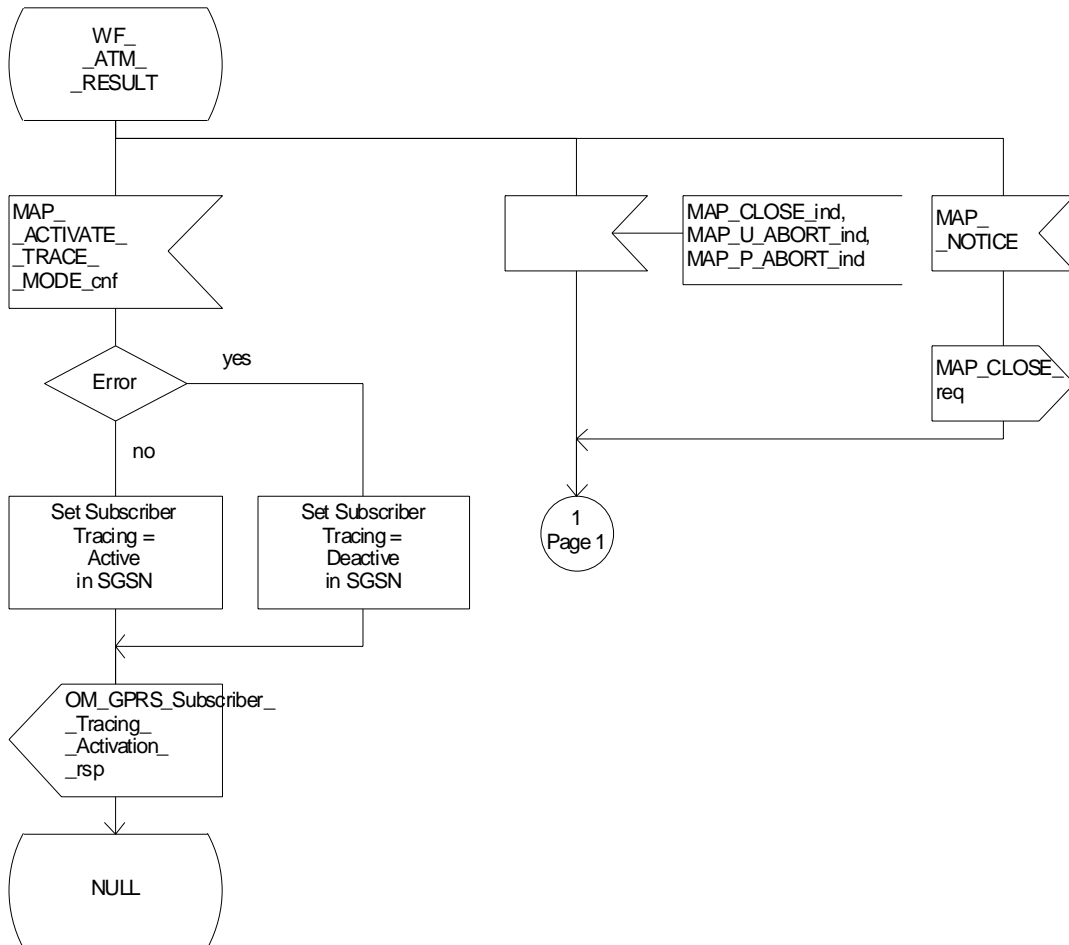 WF_
_ATM_
_RESULT
MAP_
_ACTIVATE_
_TRACE_
_MODE_cnf
MAP_CLOSE_ind,
MAP_U_ABORT_ind,
MAP_P_ABORT_ind
MAP_
_NOTICE
Error
yes
no
MAP_CLOSE_
req
Set Subscriber
Tracing =
Active
in SGSN
Set Subscriber
Tracing =
Deactive
in SGSN
1
Page 1
OM_GPRS_Subscriber_
_Tracing_
_Activation_
_rsp
NULL